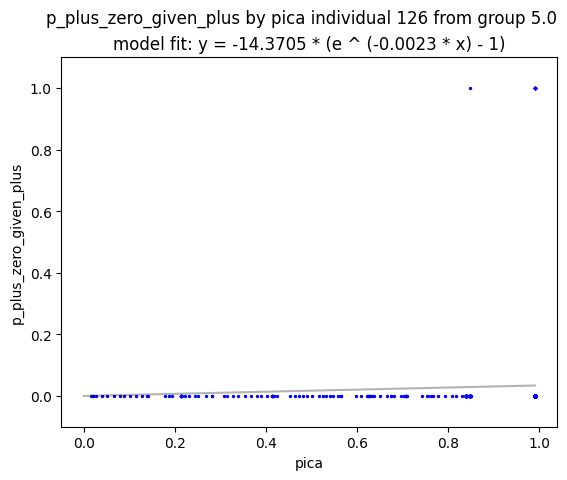 p_plus_zero_given_plus by pica individual 126 from group 5.0
model fit: y = -14.3705 * (e ^ (-0.0023 * x) - 1)
1.0
0.8
0.6
0.4
0.2
0.0
p_plus_zero_given_plus
0.0 0.2 0.4 0.6 0.8 1.0
pica